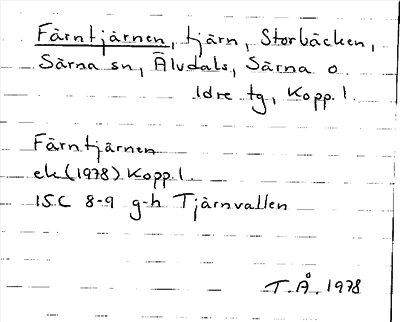 Färntjärnen, tjärn, Storbäcken,
Särna sn, Älvdals, Särna o
Idre tg, Kopp. l.
Färntjärnen
ek (1978) Kopp l.
15C 8-9 g-h Tjärnvallen
T.Å. 1978